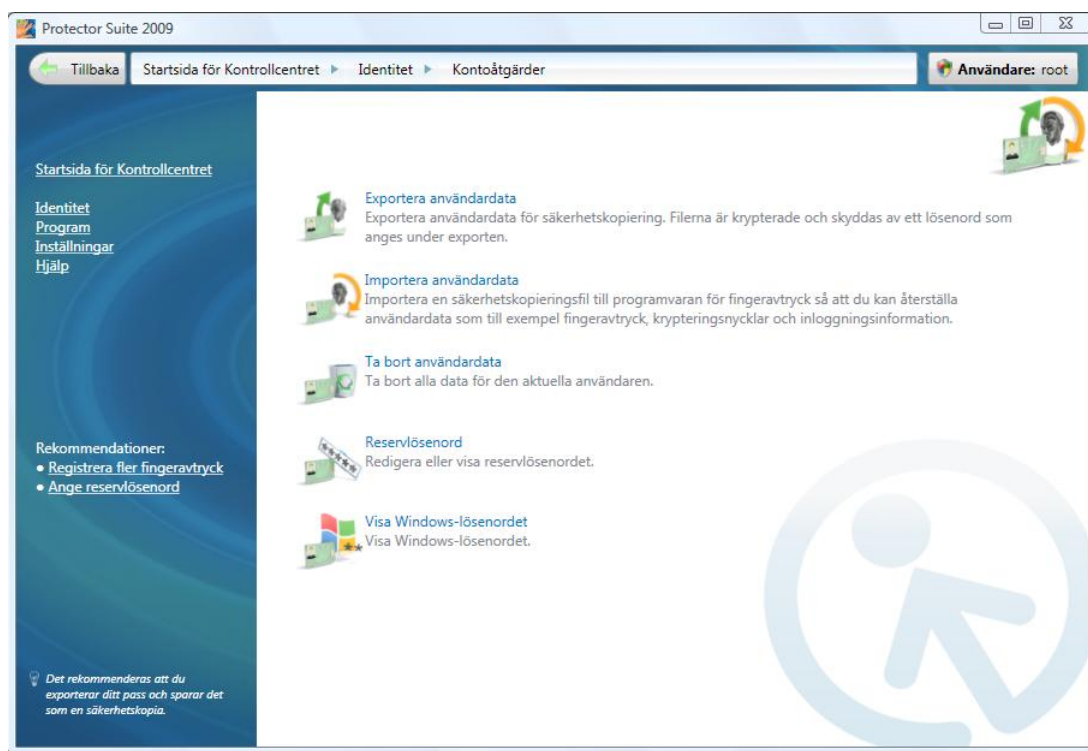 Protector Suite 2009
Tillbaka Startsida för Kontrollcentret Identitet Kontoåtgärder Användare: root
Startsida för Kontrollcentret
Identitet
Program
Inställningar
Hjälp
Rekommendationer:
• Registrera fler fingeravtryck
• Ange reservlösenord
Det rekommenderas att du
exporterar ditt pass och sparar det
som en säkerhetskopia.
Exportera användardata
Exportera användardata för säkerhetskopiering. Filerna är krypterade och skyddas av ett lösenord som
anges under exporten.
Importera användardata
Importera en säkerhetskopieringsfil till programvaran för fingeravtryck så att du kan återställa
användardata som till exempel fingeravtryck, krypteringsnycklar och inloggningsinformation.
Ta bort användardata
Ta bort alla data för den aktuella användaren.
Reservlösenord
Redigera eller visa reservlösenordet.
Visa Windows-lösenordet
Visa Windows-lösenordet.